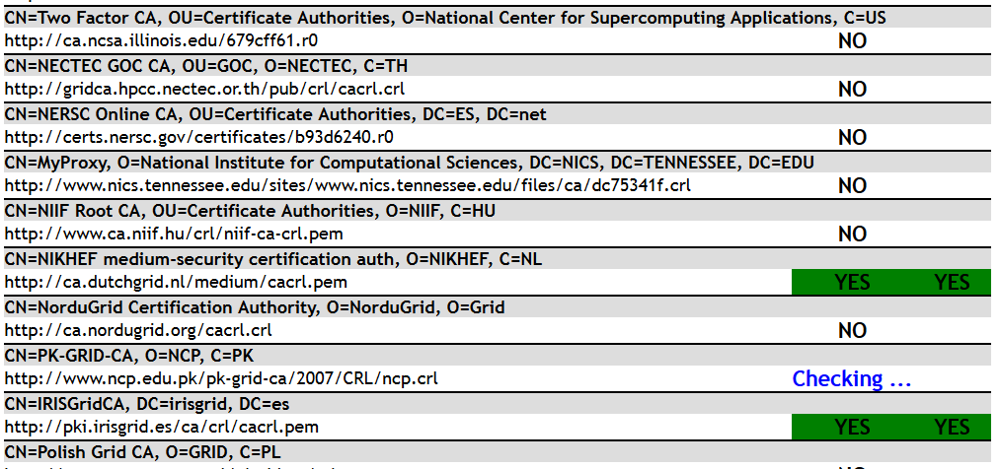 CN=Two Factor CA, OU=Certificate Authorities, O=National Center for Supercomputing Applications, C=US
http://ca.ncsa.illinois.edu/679cff61.r0 NO
CN=NECTEC GOC CA, OU=GOC, O=NECTEC, C=TH
http://gridca.hpcc.nectec.or.th/pub/crl/cacrl.crl NO
CN=NERSC Online CA, OU=Certificate Authorities, DC=ES, DC=net
http://certs.nersc.gov/certificates/b93d6240.r0 NO
CN=MyProxy, O=National Institute for Computational Sciences, DC=NICS, DC=TENNESSEE, DC=EDU
http://www.nics.tennessee.edu/sites/www.nics.tennessee.edu/files/ca/dc75341f.crl NO
CN=NIIF Root CA, OU=Certificate Authorities, O=NIIF, C=HU
http://www.ca.niif.hu/crl/niif-ca-crl.pem NO
CN=NIKHEF medium-security certification auth, O=NIKHEF, C=NL
http://ca.dutchgrid.nl/medium/cacrl.pem YES YES
CN=NorduGrid Certification Authority, O=NorduGrid, O=Grid
http://ca.nordugrid.org/cacrl.crl NO
CN=PK-GRID-CA, O=NCP, C=PK
http://www.ncp.edu.pk/pk-grid-ca/2007/CRL/ncp.crl Checking ...
CN=IRISGridCA, DC=irisgrid, DC=es
http://pki.irisgrid.es/ca/crl/cacrl.pem YES YES
CN=Polish Grid CA, O=GRID, C=PL